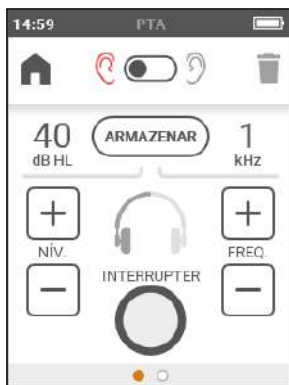 14:59 PTA
40 ARMAZENAR 1
dB HL kHz
NÍV. FREQ.
INTERRUPTER